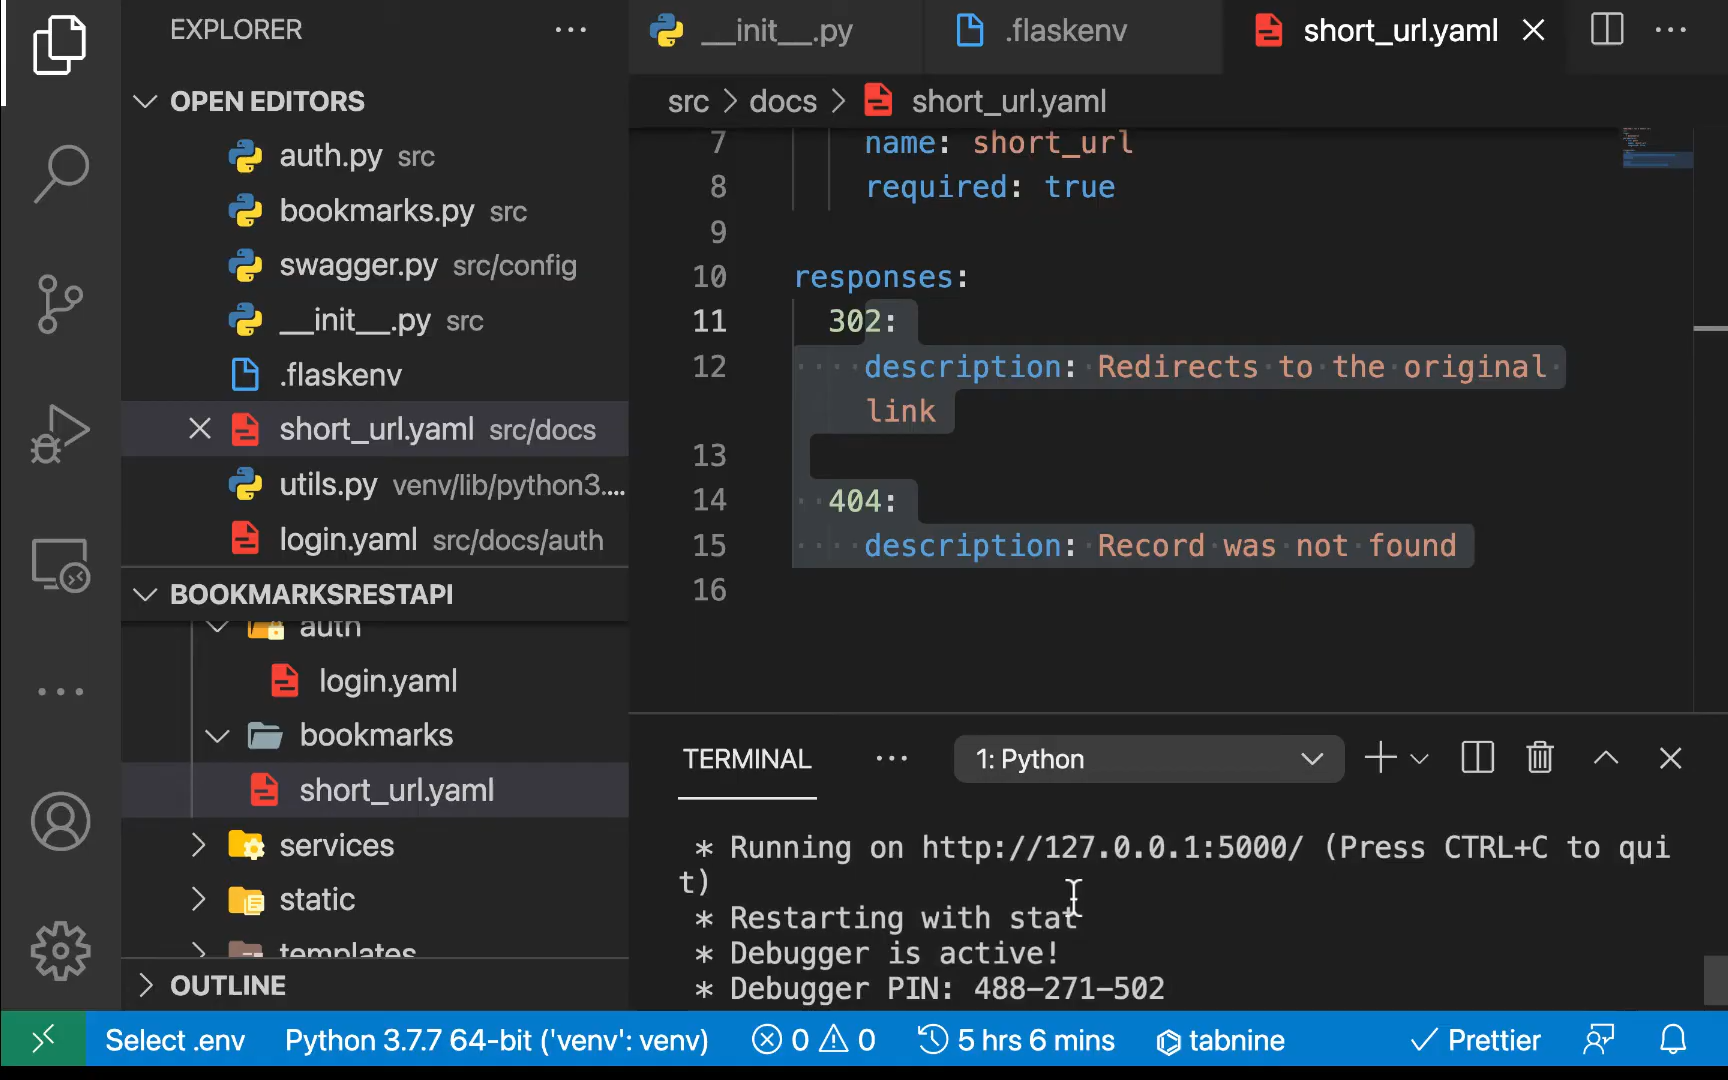 EXPLORER ...
OPEN EDITORS
auth.py src
bookmarks.py src
swagger.py src/config
__init__.py src
.flaskenv
short_url.yaml src/docs
utils.py venv/lib/python3....
login.yaml src/docs/auth
BOOKMARKSRESTAPI
auth
login.yaml
bookmarks
short_url.yaml
services
static
templates
OUTLINE
__init__.py .flaskenv short_url.yaml
src > docs > short_url.yaml
7 name: short_url
8 required: true
9
10 responses:
11 302:
12 description: Redirects to the original
link
13
14 404:
15 description: Record was not found
16
TERMINAL ... 1: Python
* Running on http://127.0.0.1:5000/ (Press CTRL+C to qui
t)
* Restarting with stat
* Debugger is active!
* Debugger PIN: 488-271-502
Select .env Python 3.7.7 64-bit ('venv': venv) 0 0 5 hrs 6 mins tabnine Prettier